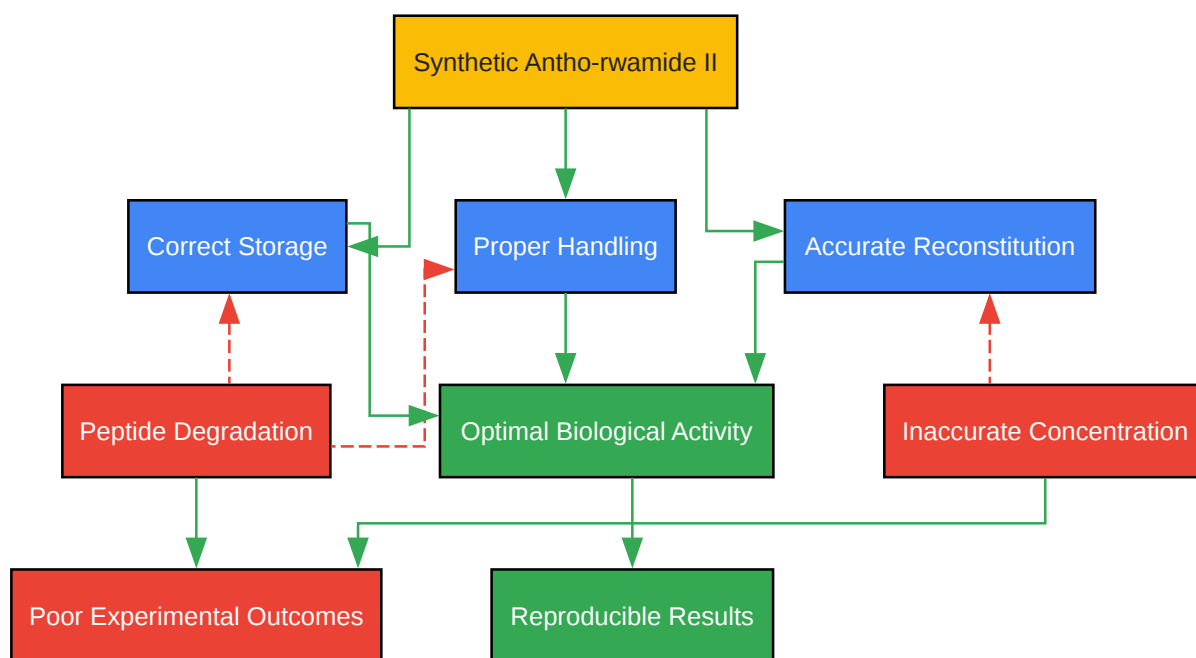 Synthetic Antho-rwamide II
Correct Storage
Proper Handling
Accurate Reconstitution
Peptide Degradation
Optimal Biological Activity
Inaccurate Concentration
Poor Experimental Outcomes
Reproducible Results